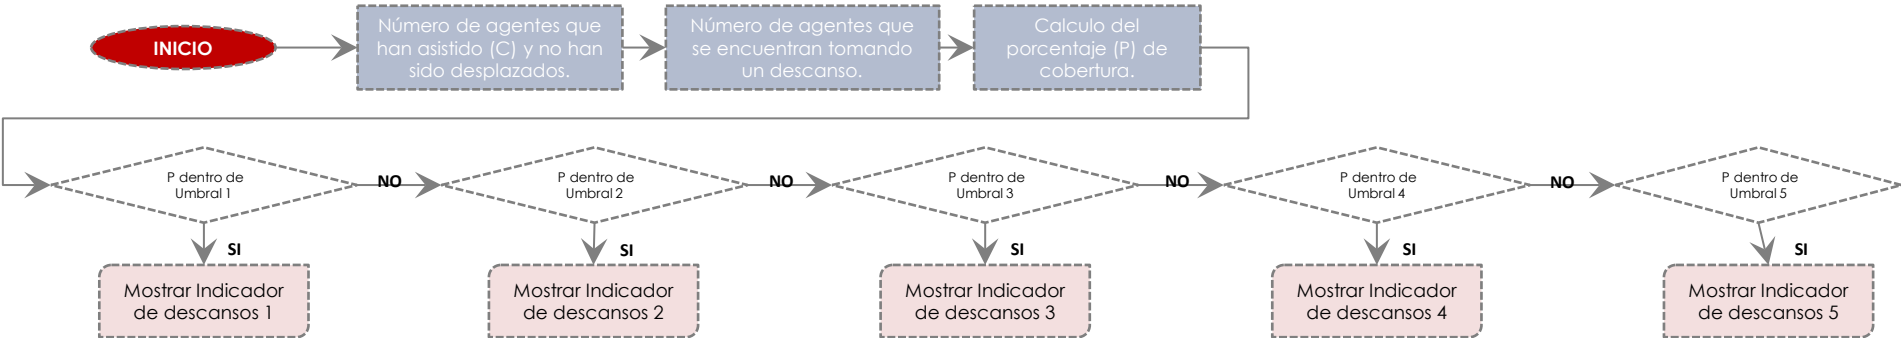 INICIO
Número de agentes que
han asistido (C) y no han
sido desplazados.
Número de agentes que
se encuentran tomando
un descanso.
Calculo del
porcentaje (P) de
cobertura.
P dentro de
Umbral 1
NO
P dentro de
Umbral 2
NO
P dentro de
Umbral 3
NO
P dentro de
Umbral 4
NO
P dentro de
Umbral 5
SI
SI
SI
SI
SI
Mostrar Indicador
de descansos 1
Mostrar Indicador
de descansos 2
Mostrar Indicador
de descansos 3
Mostrar Indicador
de descansos 4
Mostrar Indicador
de descansos 5